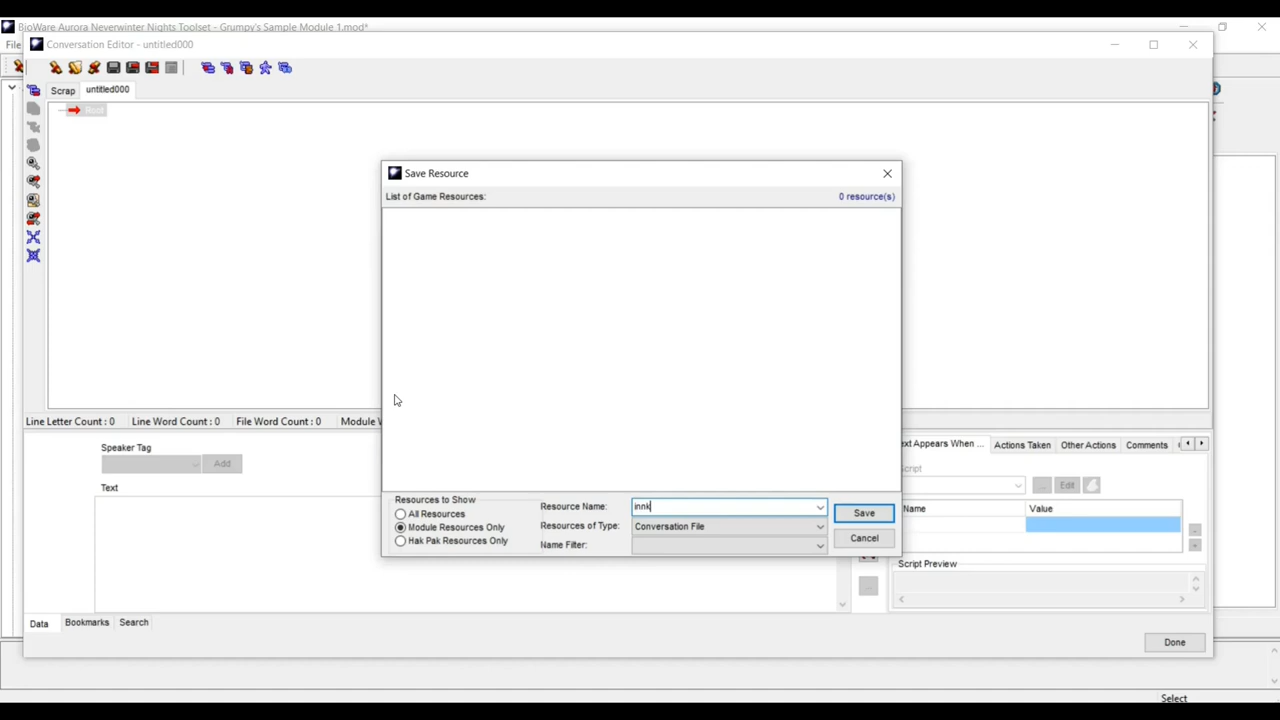 BioWare Aurora Neverwinter Nights Toolset - Grumpy's Sample Module 1.mod*
File
Conversation Editor - untitled000
Scrap
untitled000
Root
Save Resource
List of Game Resources:
0 resource(s)
Line Letter Count : 0
Line Word Count : 0
File Word Count : 0
Module
Speaker Tag
Add
Text
Resources to Show
All Resources
Module Resources Only
Hak Pak Resources Only
Resource Name:
innk
Resources of Type:
Conversation File
Name Filter:
Save
Cancel
Appears When ...
Actions Taken
Other Actions
Comments
Script
...
Edit
Name
Value
Script Preview
Data
Bookmarks
Search
Done
Select